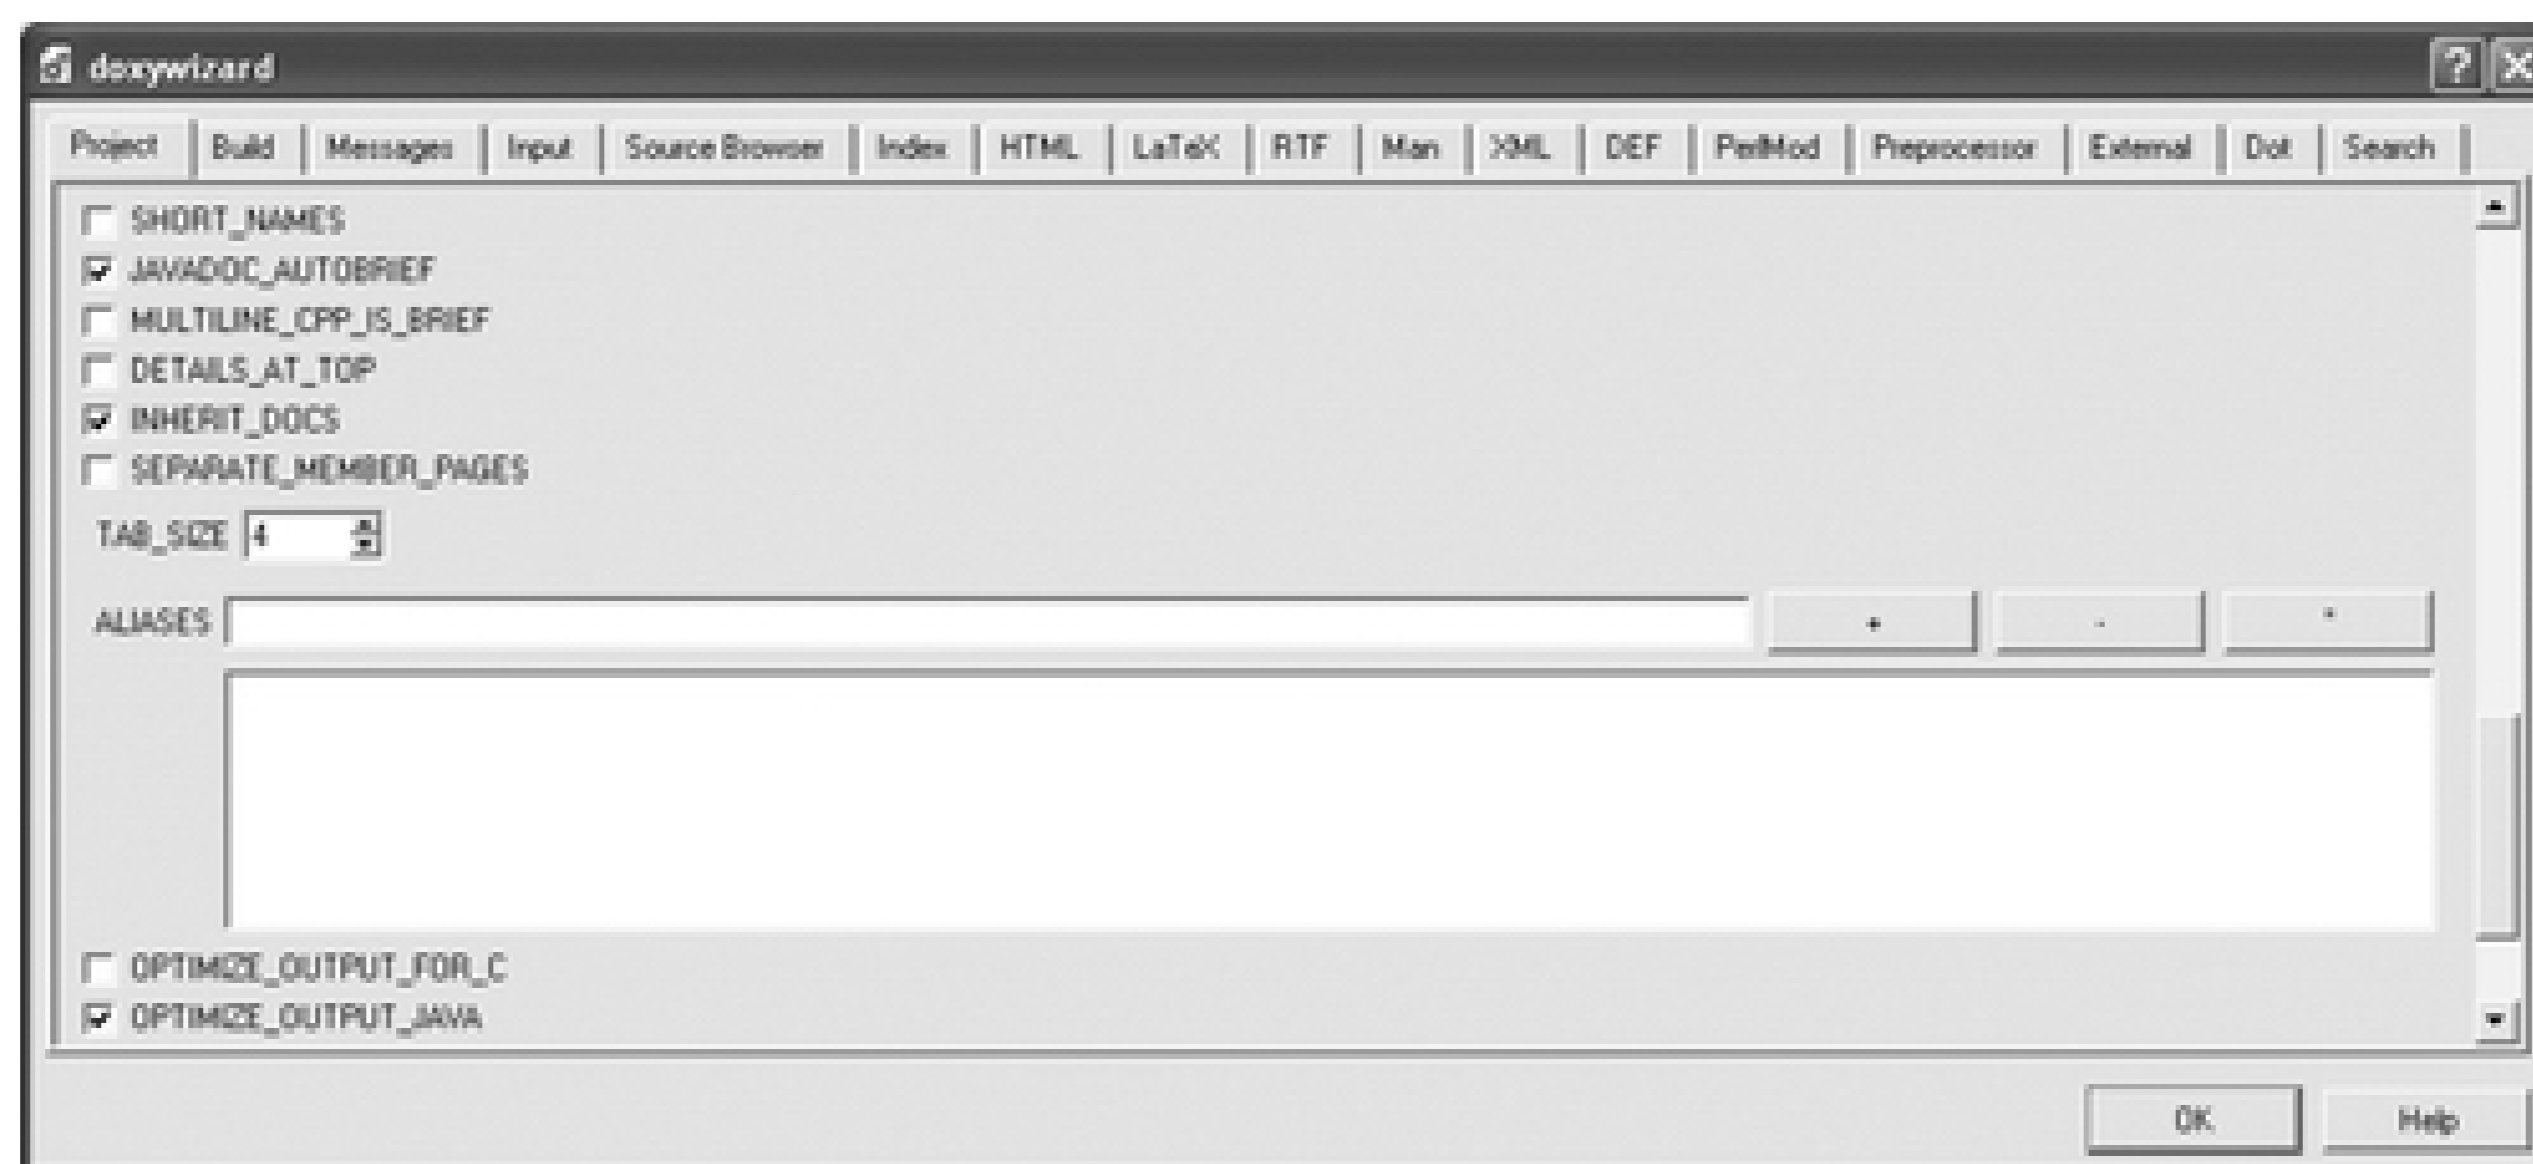 doxywizard
Project Build Messages Input Source Browser Index HTML LaTeX RTF Man XML DEF PerlMod Preprocessor External Dot Search
SHORT_NAMES
JAVADOC_AUTOBRIEF
MULTILINE_CPP_IS_BRIEF
DETAILS_AT_TOP
INHERIT_DOCS
SEPARATE_MEMBER_PAGES
TAB_SIZE 4
ALIASES + -
OPTIMIZE_OUTPUT_FOR_C
OPTIMIZE_OUTPUT_JAVA
OK Help